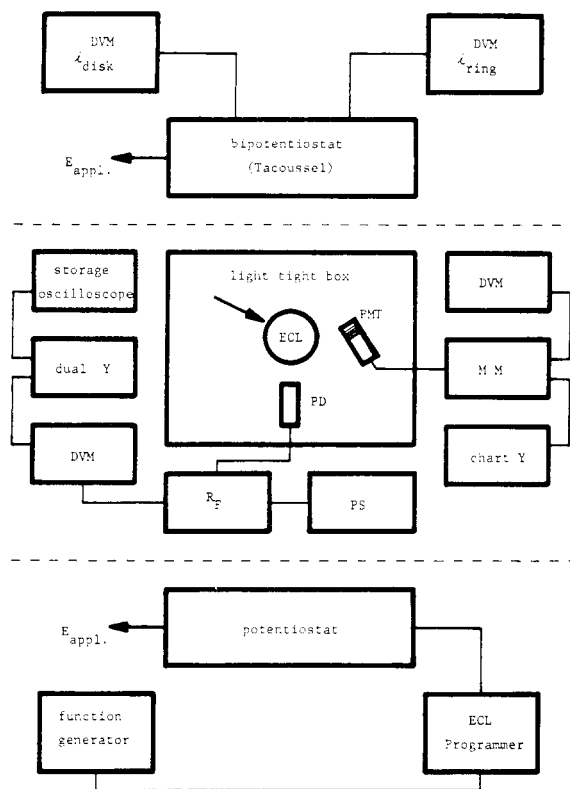 DVM
i disk
DVM
i ring
bipotentiostat
(Tacoussel)
E appl.
storage
oscilloscope
light tight box
DVM
PMT
ECL
dual Y
M M
PD
DVM
chart Y
R F
PS
potentiostat
E appl.
function
generator
ECL
Programmer